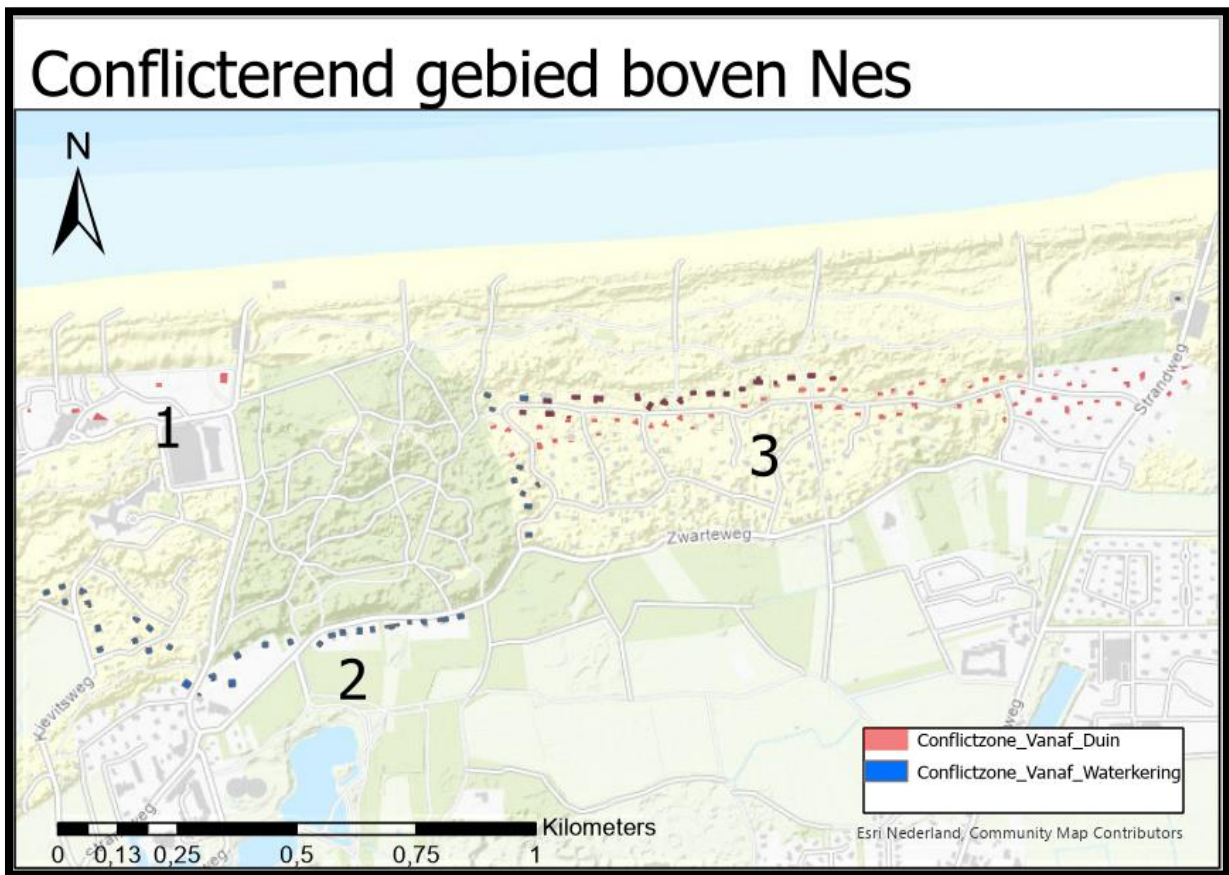 Conflicterend gebied boven Nes
N
1
Strandweg
3
Zwarteweg
2
Kievitsweg
weg
Conflictzone_Vanaf_Duin
Conflictzone_Vanaf_Waterkering
Kilometers
0 0,13 0,25 0,5 0,75 1
Esri Nederland, Community Map Contributors